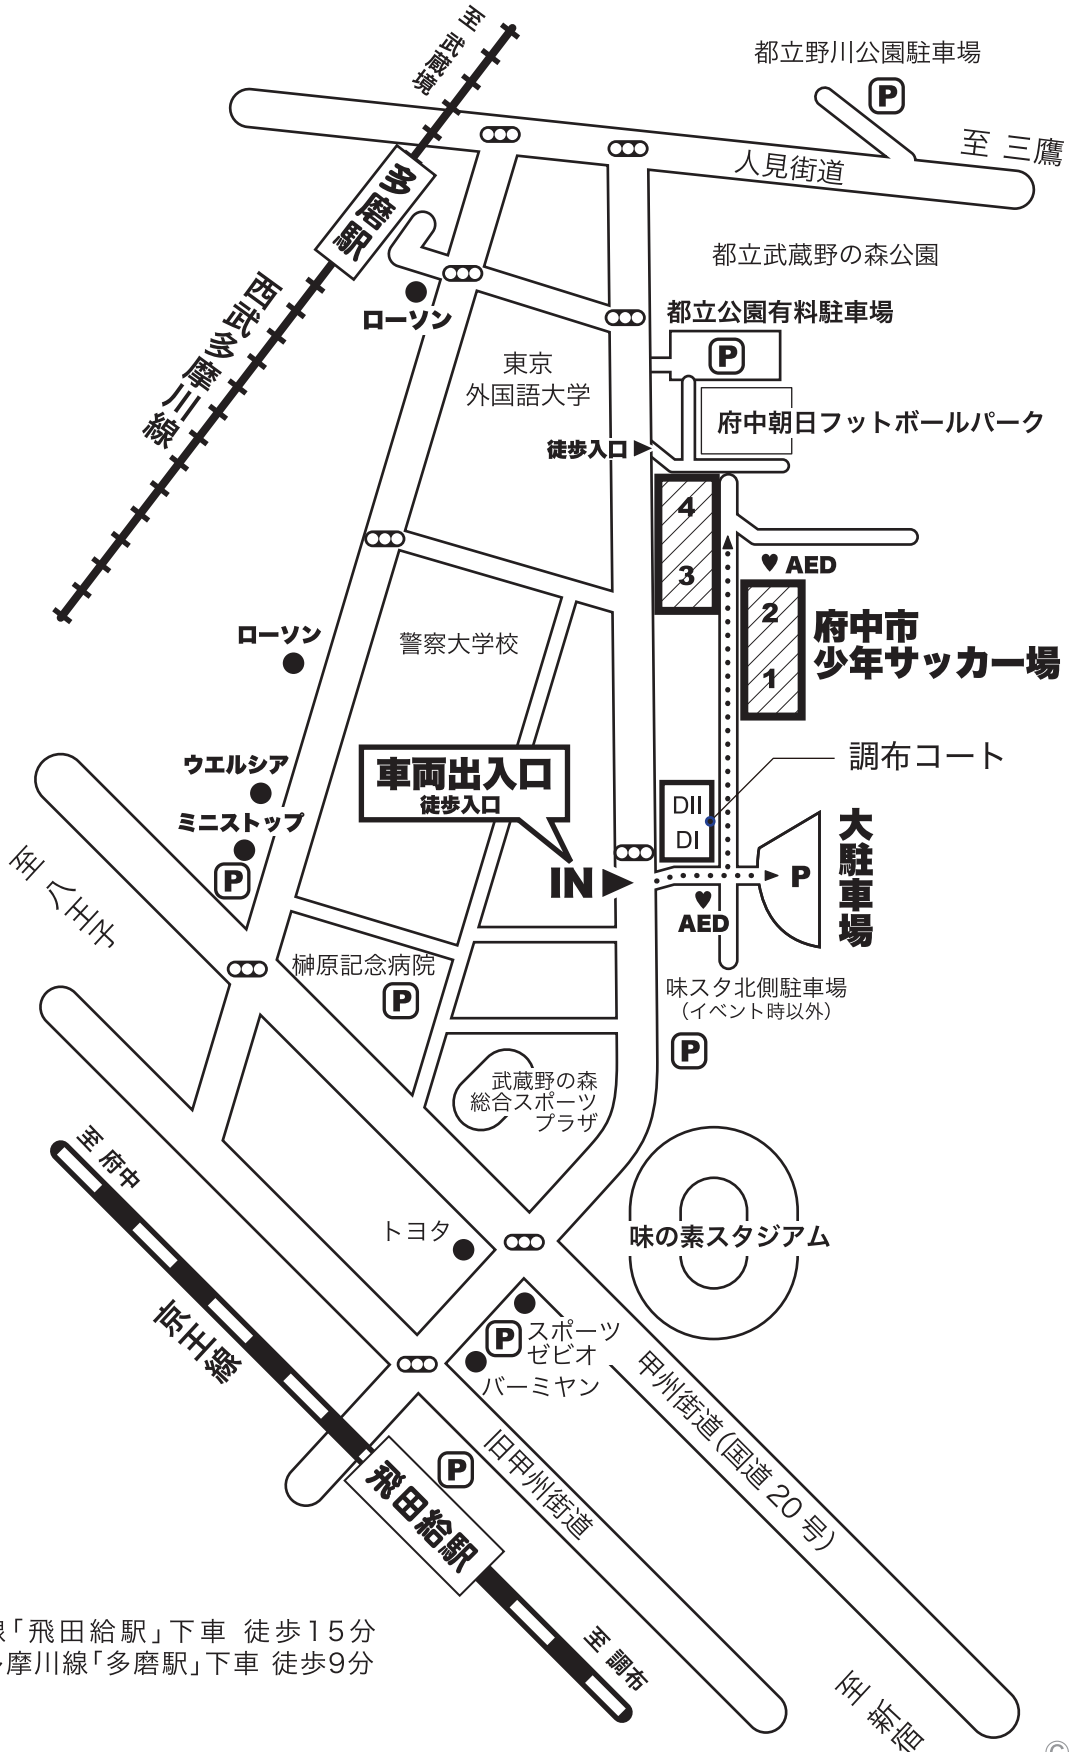 至 武蔵境
都立野川公園駐車場
P
至 三鷹
人見街道
多磨駅
都立武蔵野の森公園
西武多摩川線
ローソン
都立公園有料駐車場
P
東京
外国語大学
府中朝日フットボールパーク
徒歩入口
4
3
AED
2
1
府中市
少年サッカー場
ローソン
警察大学校
ウエルシア
ミニストップ
P
車両出入口
徒歩入口
調布コート
DII
DI
IN
P
大駐車場
AED
至 八王子
榊原記念病院
P
味スタ北側駐車場
(イベント時以外)
P
武蔵野の森
総合スポーツ
プラザ
至 府中
トヨタ
味の素スタジアム
京王線
P
スポーツ
ゼビオ
バーミヤン
甲州街道(国道20号)
旧甲州街道
P
飛田給駅
線「飛田給駅」下車 徒歩15分
摩川線「多磨駅」下車 徒歩9分
至 調布
至 新宿
©